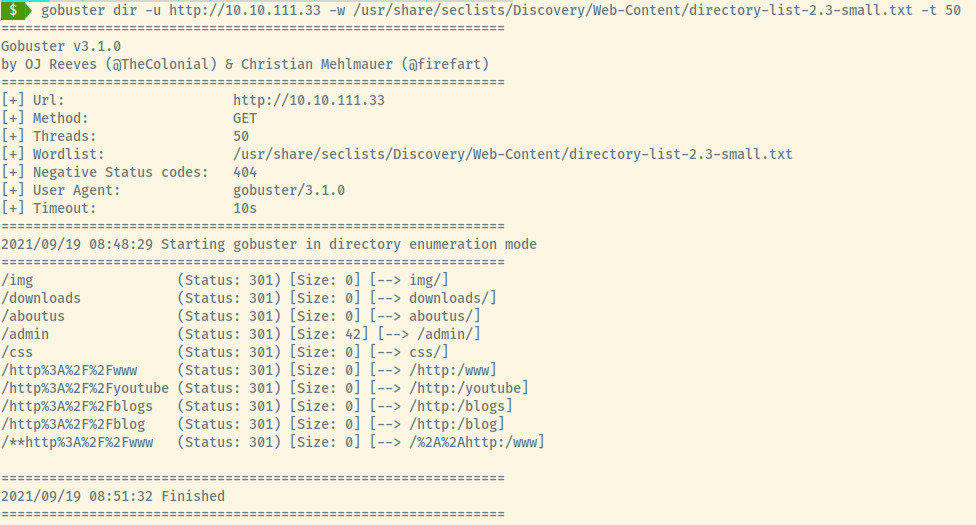 $ gobuster dir -u http://10.10.111.33 -w /usr/share/seclists/Discovery/Web-Content/directory-list-2.3-small.txt -t 50
===============================================================
Gobuster v3.1.0
by OJ Reeves (@TheColonial) & Christian Mehlmauer (@firefart)
===============================================================
[+] Url:                     http://10.10.111.33
[+] Method:                  GET
[+] Threads:                 50
[+] Wordlist:                /usr/share/seclists/Discovery/Web-Content/directory-list-2.3-small.txt
[+] Negative Status codes:   404
[+] User Agent:              gobuster/3.1.0
[+] Timeout:                 10s
===============================================================
2021/09/19 08:48:29 Starting gobuster in directory enumeration mode
===============================================================
/img                  (Status: 301) [Size: 0] [--> img/]
/downloads            (Status: 301) [Size: 0] [--> downloads/]
/aboutus              (Status: 301) [Size: 0] [--> aboutus/]
/admin                (Status: 301) [Size: 42] [--> /admin/]
/css                  (Status: 301) [Size: 0] [--> css/]
/http%3A%2F%2Fwww     (Status: 301) [Size: 0] [--> /http:/www]
/http%3A%2F%2Fyoutube (Status: 301) [Size: 0] [--> /http:/youtube]
/http%3A%2F%2Fblogs   (Status: 301) [Size: 0] [--> /http:/blogs]
/http%3A%2F%2Fblog    (Status: 301) [Size: 0] [--> /http:/blog]
/**http%3A%2F%2Fwww   (Status: 301) [Size: 0] [--> /%2A%2Ahttp:/www]
===============================================================
2021/09/19 08:51:32 Finished
===============================================================